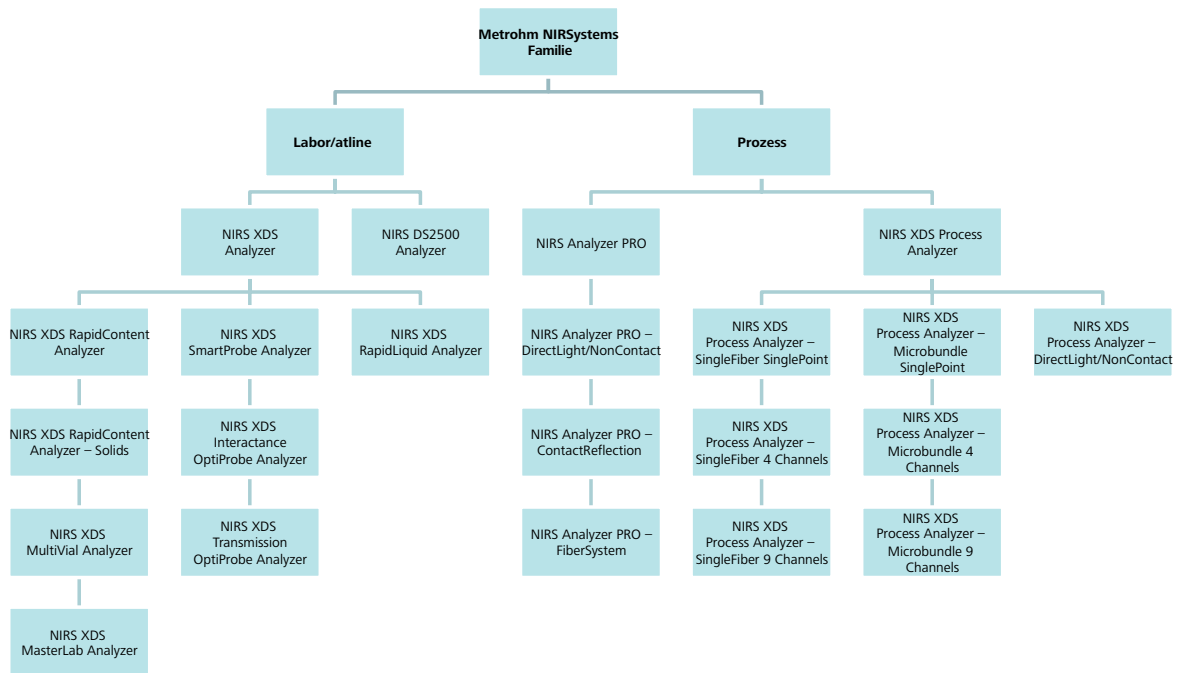 Metrohm NIRSystems
Familie
Labor/atline
Prozess
NIRS XDS
Analyzer
NIRS DS2500
Analyzer
NIRS Analyzer PRO
NIRS XDS Process
Analyzer
NIRS XDS RapidContent
Analyzer
NIRS XDS
SmartProbe Analyzer
NIRS XDS
RapidLiquid Analyzer
NIRS Analyzer PRO –
DirectLight/NonContact
NIRS XDS
Process Analyzer –
SingleFiber SinglePoint
NIRS XDS
Process Analyzer –
Microbundle
SinglePoint
NIRS XDS
Process Analyzer –
DirectLight/NonContact
NIRS XDS RapidContent
Analyzer – Solids
NIRS XDS
Interactance
OptiProbe Analyzer
NIRS Analyzer PRO –
ContactReflection
NIRS XDS
Process Analyzer –
SingleFiber 4 Channels
NIRS XDS
Process Analyzer –
Microbundle 4
Channels
NIRS XDS
MultiVial Analyzer
NIRS XDS
Transmission
OptiProbe Analyzer
NIRS Analyzer PRO –
FiberSystem
NIRS XDS
Process Analyzer –
SingleFiber 9 Channels
NIRS XDS
Process Analyzer –
Microbundle 9
Channels
NIRS XDS
MasterLab Analyzer